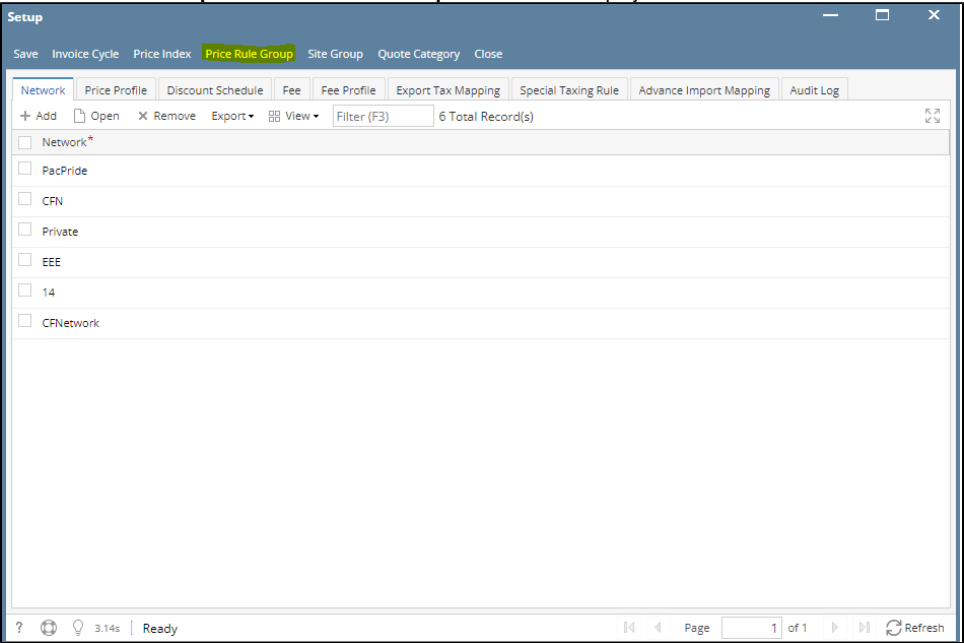 Setup
Save Invoice Cycle Price Index Price Rule Group Site Group Quote Category Close
Network Price Profile Discount Schedule Fee Fee Profile Export Tax Mapping Special Taxing Rule Advance Import Mapping Audit Log
+ Add Open X Remove Export View Filter (F3) 6 Total Record(s)
Network*
PacPride
CFN
Private
EEE
14
CFNetwork
? 3.14s Ready Page 1 of 1 Refresh